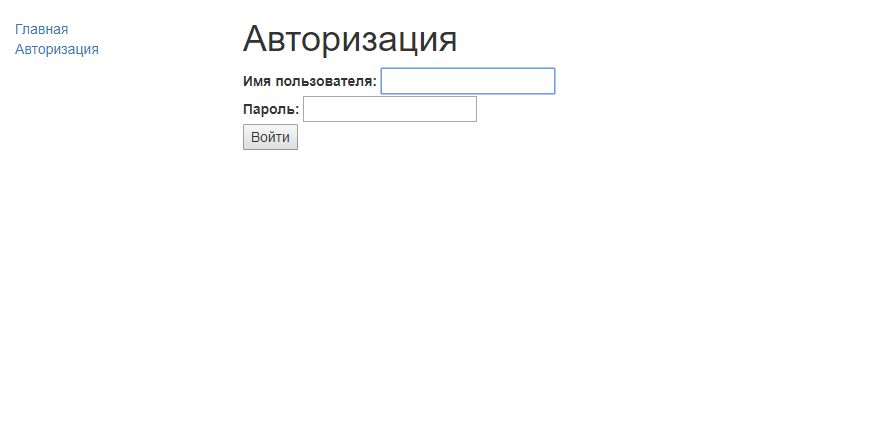 Главная
Авторизация
Авторизация
Имя пользователя:
Пароль:
Войти